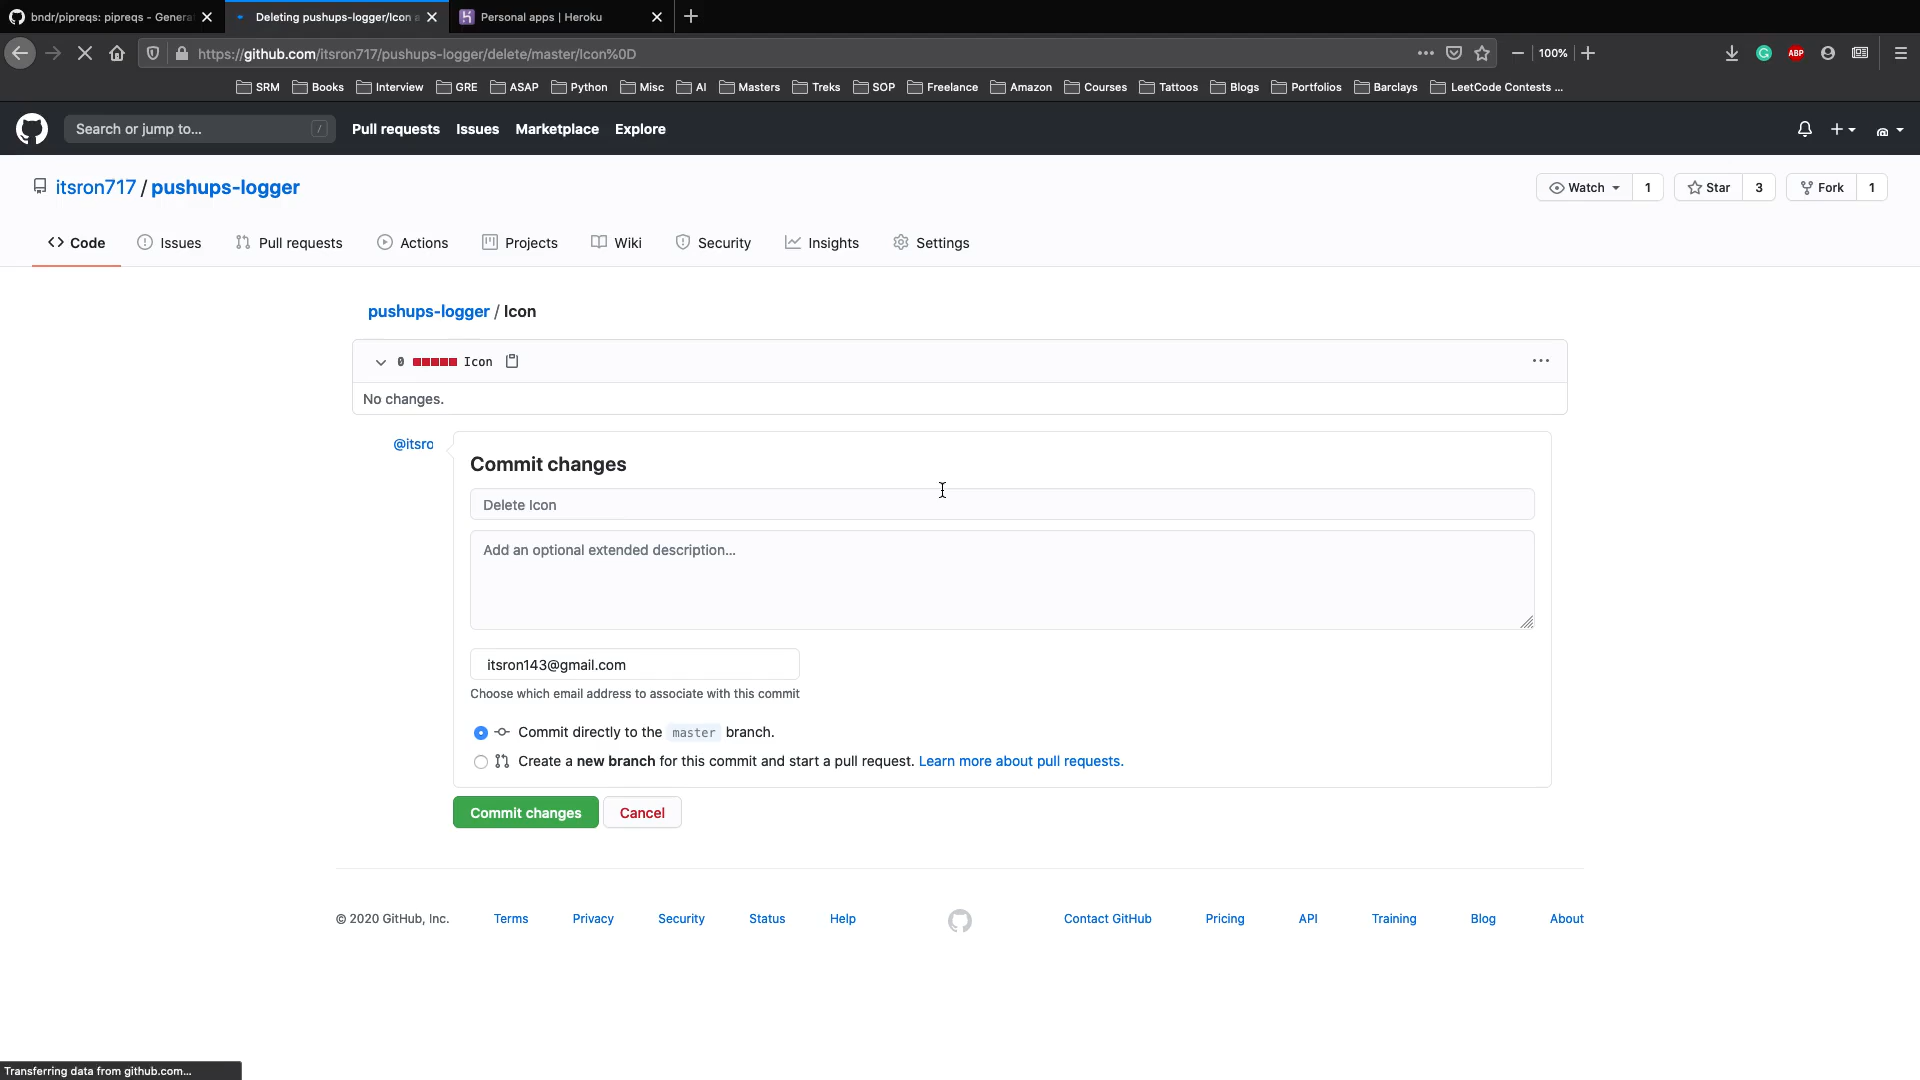 bndr/pipreqs: pipreqs - Genera
Deleting pushups-logger/Icon a
Personal apps | Heroku
https://github.com/itsron717/pushups-logger/delete/master/Icon%0D
100%
ABP
SRM Books Interview GRE ASAP Python Misc AI Masters Treks SOP Freelance Amazon Courses Tattoos Blogs Portfolios Barclays LeetCode Contests ...
Search or jump to... /
Pull requests Issues Marketplace Explore
itsron717 / pushups-logger
Watch 1 Star 3 Fork 1
Code Issues Pull requests Actions Projects Wiki Security Insights Settings
pushups-logger / Icon
0 Icon
No changes.
@itsro
Commit changes
Delete Icon
Add an optional extended description...
itsron143@gmail.com
Choose which email address to associate with this commit
Commit directly to the master branch.
Create a new branch for this commit and start a pull request. Learn more about pull requests.
Commit changes Cancel
© 2020 GitHub, Inc. Terms Privacy Security Status Help Contact GitHub Pricing API Training Blog About
Transferring data from github.com...